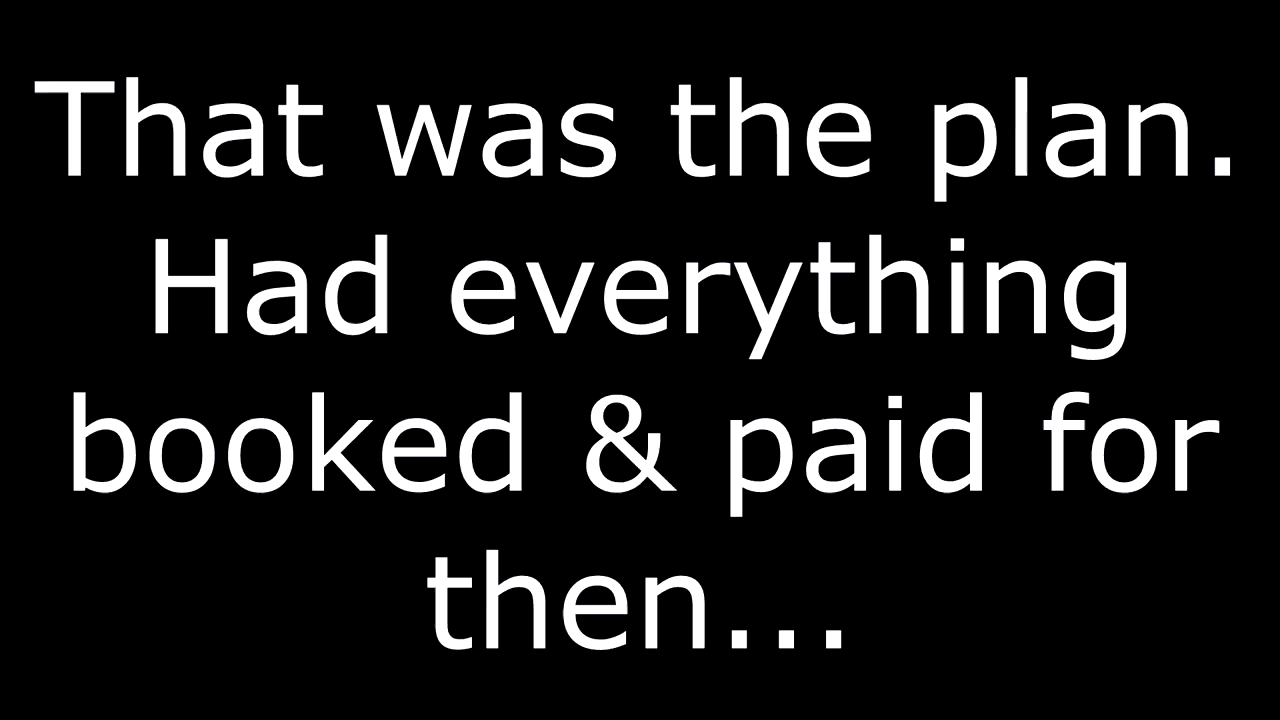 That was the plan.
Had everything
booked & paid for
then...